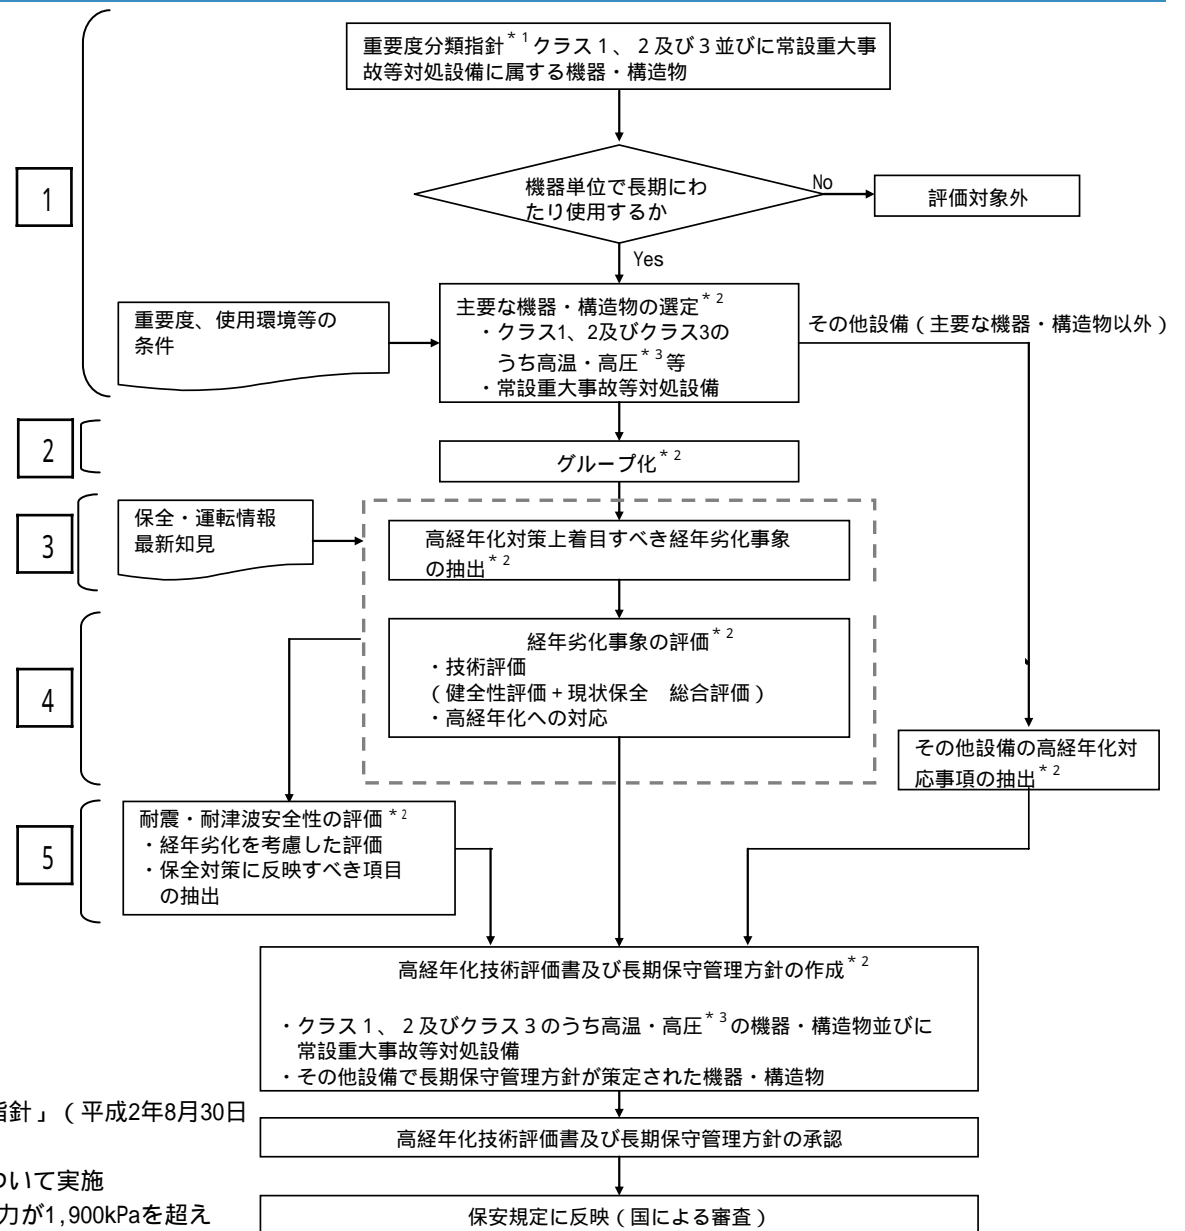 重要度分類指針*1クラス1、2及び3並びに常設重大事
故等対処設備に属する機器・構造物
1
機器単位で長期にわ
たり使用するか
No
評価対象外
Yes
重要度、使用環境等の
条件
主要な機器・構造物の選定*2
・クラス1、2及びクラス3の
うち高温・高圧*3等
・常設重大事故等対処設備
その他設備(主要な機器・構造物以外)
2
グループ化*2
3
保全・運転情報
最新知見
高経年化対策上着目すべき経年劣化事象
の抽出*2
4
経年劣化事象の評価*2
・技術評価
(健全性評価+現状保全 総合評価)
・高経年化への対応
その他設備の高経年化対
応事項の抽出*2
5
耐震・耐津波安全性の評価*2
・経年劣化を考慮した評価
・保全対策に反映すべき項目
の抽出
高経年化技術評価書及び長期保守管理方針の作成*2
・クラス1、2及びクラス3のうち高温・高圧*3の機器・構造物並びに
常設重大事故等対処設備
・その他設備で長期保守管理方針が策定された機器・構造物
指針」(平成2年8月30日
高経年化技術評価書及び長期保守管理方針の承認
ついて実施
力が1,900kPaを超え
保安規定に反映(国による審査)